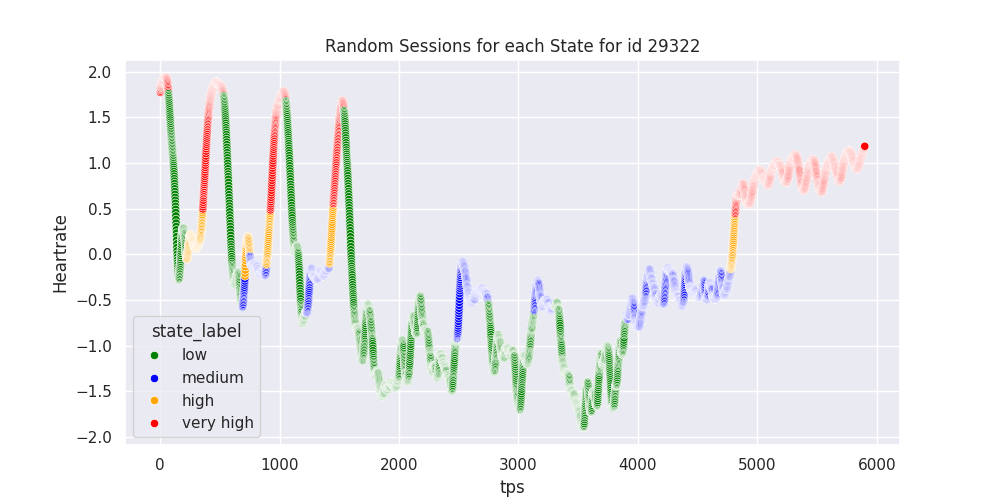 Random Sessions for each State for id 29322
Heartrate
2.0
1.5
1.0
0.5
0.0
−0.5
−1.0
−1.5
−2.0
state_label
low
medium
high
very high
0 1000 2000 3000 4000 5000 6000
tps